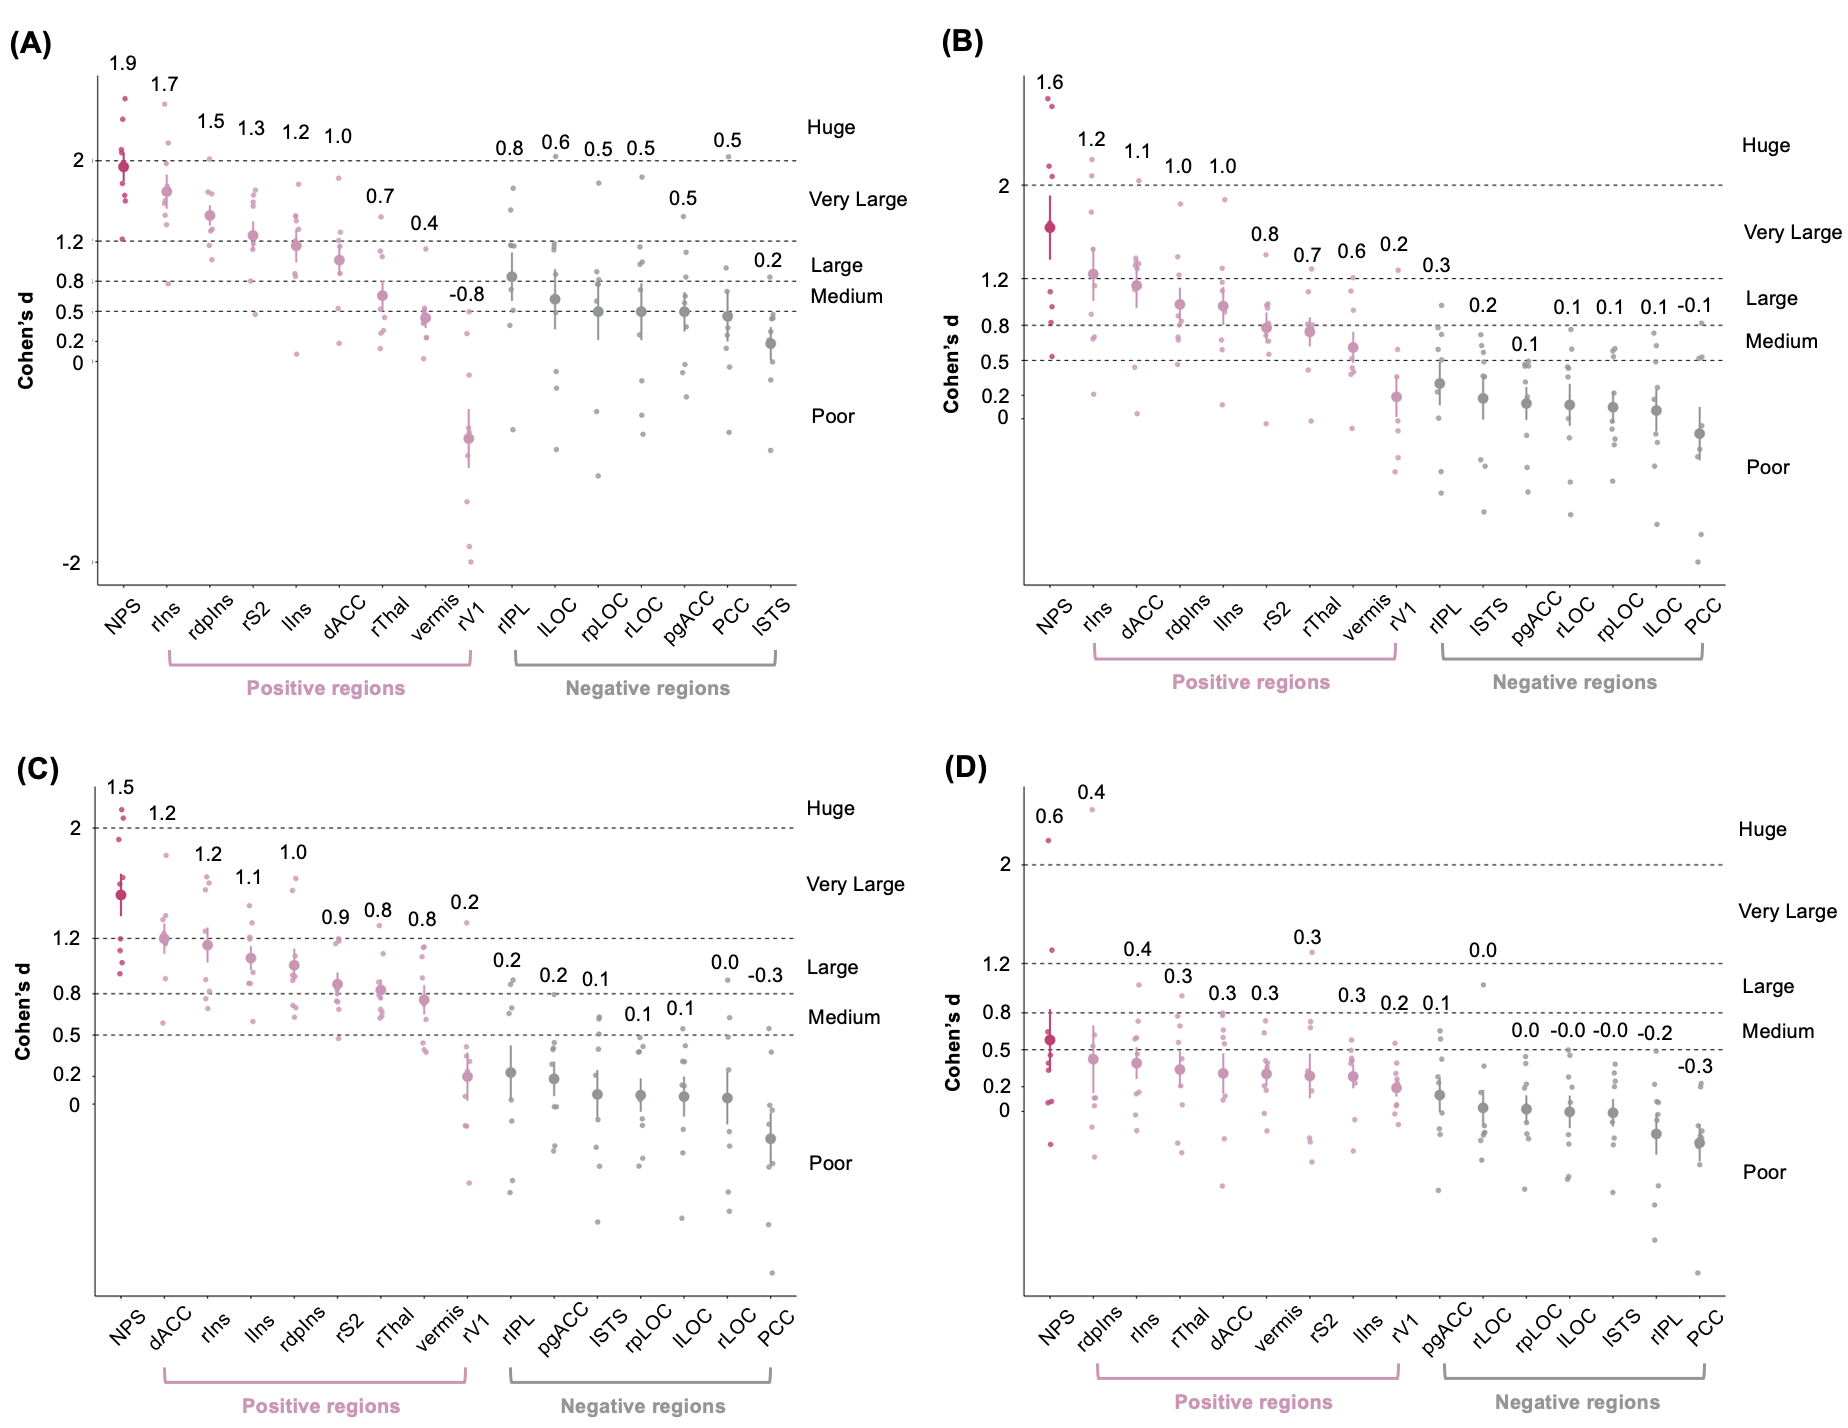 (A)
1.9
1.7
1.5
1.3
1.2
1.0
0.7
0.4
-0.8
0.8
0.6
0.5
0.5
0.5
0.5
0.2
Huge
Very Large
Large
Medium
Poor
2
1.2
0.8
0.5
0.2
0
-2
Cohen's d
NPS
rIns
rdpIns
rS2
lIns
dACC
rThal
vermis
rV1
rIPL
lLOC
rpLOC
rLOC
pgACC
PCC
lSTS
Positive regions
Negative regions
(B)
1.6
1.2
1.1
1.0
1.0
0.8
0.7
0.6
0.2
0.3
0.2
0.1
0.1
0.1
0.1
-0.1
Huge
Very Large
Large
Medium
Poor
2
1.2
0.8
0.5
0.2
0
Cohen's d
NPS
rIns
dACC
rdpIns
lIns
rS2
rThal
vermis
rV1
rIPL
lSTS
pgACC
rLOC
rpLOC
lLOC
PCC
Positive regions
Negative regions
(C)
1.5
1.2
1.2
1.1
1.0
0.9
0.8
0.8
0.2
0.2
0.2
0.1
0.1
0.1
0.0
-0.3
Huge
Very Large
Large
Medium
Poor
2
1.2
0.8
0.5
0.2
0
Cohen's d
NPS
dACC
rIns
lIns
rdpIns
rS2
rThal
vermis
rV1
rIPL
pgACC
lSTS
rpLOC
lLOC
rLOC
PCC
Positive regions
Negative regions
(D)
0.6
0.4
0.4
0.3
0.3
0.3
0.3
0.3
0.2
0.1
0.0
0.0
-0.0
-0.0
-0.2
-0.3
Huge
Very Large
Large
Medium
Poor
2
1.2
0.8
0.5
0.2
0
Cohen's d
NPS
rdpIns
rIns
rThal
dACC
vermis
rS2
lIns
rV1
pgACC
rLOC
rpLOC
lLOC
lSTS
rIPL
PCC
Positive regions
Negative regions